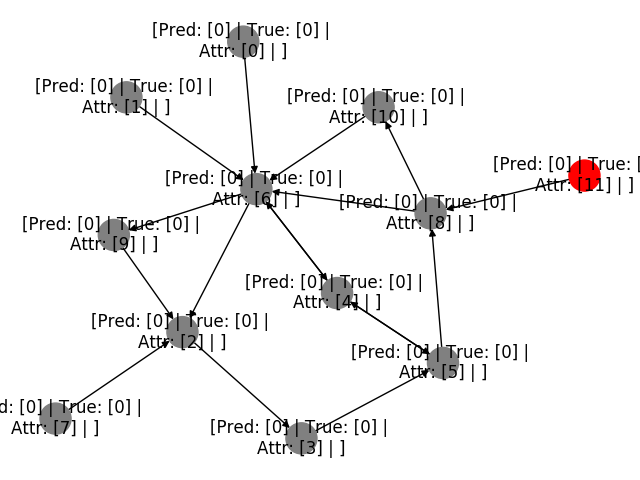 [Pred: [0] | True: [0] |
Attr: [0] | ]
[Pred: [0] | True: [0] |
Attr: [1] | ]
[Pred: [0] | True: [0] |
Attr: [10] | ]
[Pred: [0] | True: [
Attr: [11] | ]
[Pred: [0] | True: [0] |
Attr: [6] | ]
[Pred: [0] | True: [0] |
Attr: [8] | ]
[Pred: [0] | True: [0] |
Attr: [9] | ]
[Pred: [0] | True: [0] |
Attr: [4] | ]
[Pred: [0] | True: [0] |
Attr: [2] | ]
[Pred: [0] | True: [0] |
Attr: [5] | ]
d: [0] | True: [0] |
Attr: [7] | ]
[Pred: [0] | True: [0] |
Attr: [3] | ]